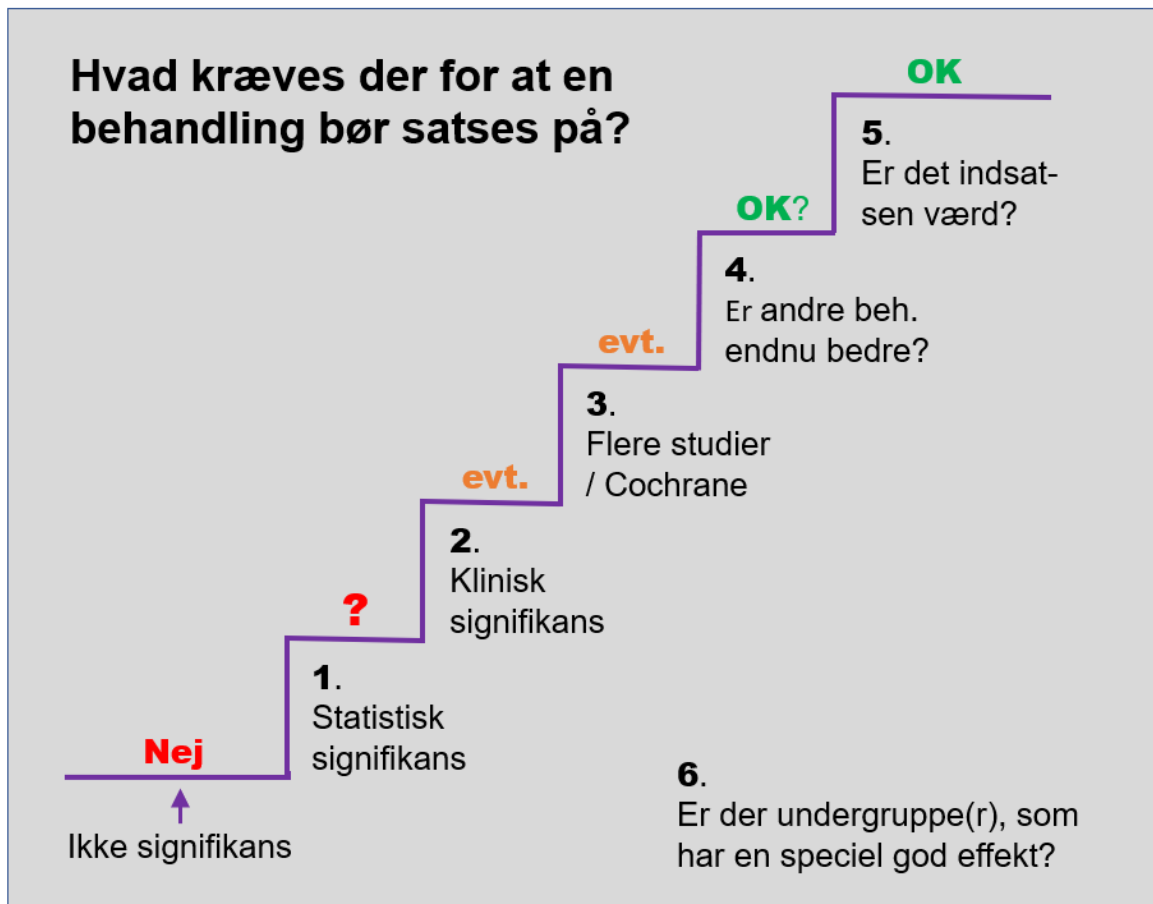 Hvad kræves der for at en
behandling bør satses på?
OK
5.
Er det indsat-
sen værd?
OK?
4.
Er andre beh.
endnu bedre?
evt.
3.
Flere studier
/ Cochrane
evt.
2.
Klinisk
signifikans
?
1.
Statistisk
signifikans
Nej
Ikke signifikans
6.
Er der undergruppe(r), som
har en speciel god effekt?